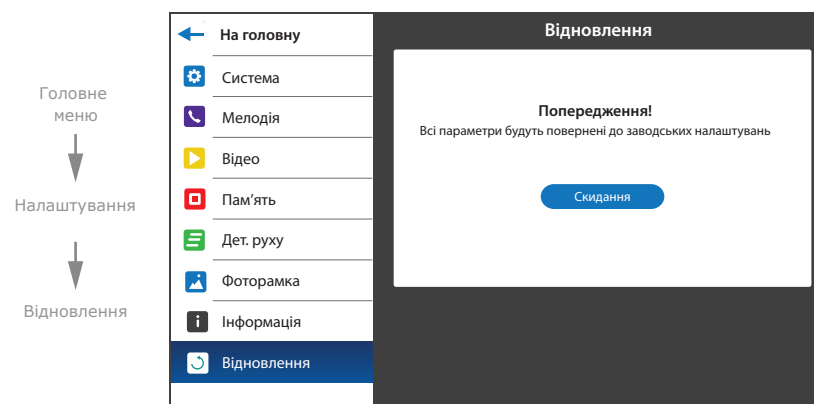 Головне
меню
Налаштування
Відновлення
На головну
Система
Мелодія
Відео
Пам’ять
Дет. руху
Фоторамка
Інформація
Відновлення
Відновлення
Попередження!
Всі параметри будуть повернені до заводських налаштувань
Скидання